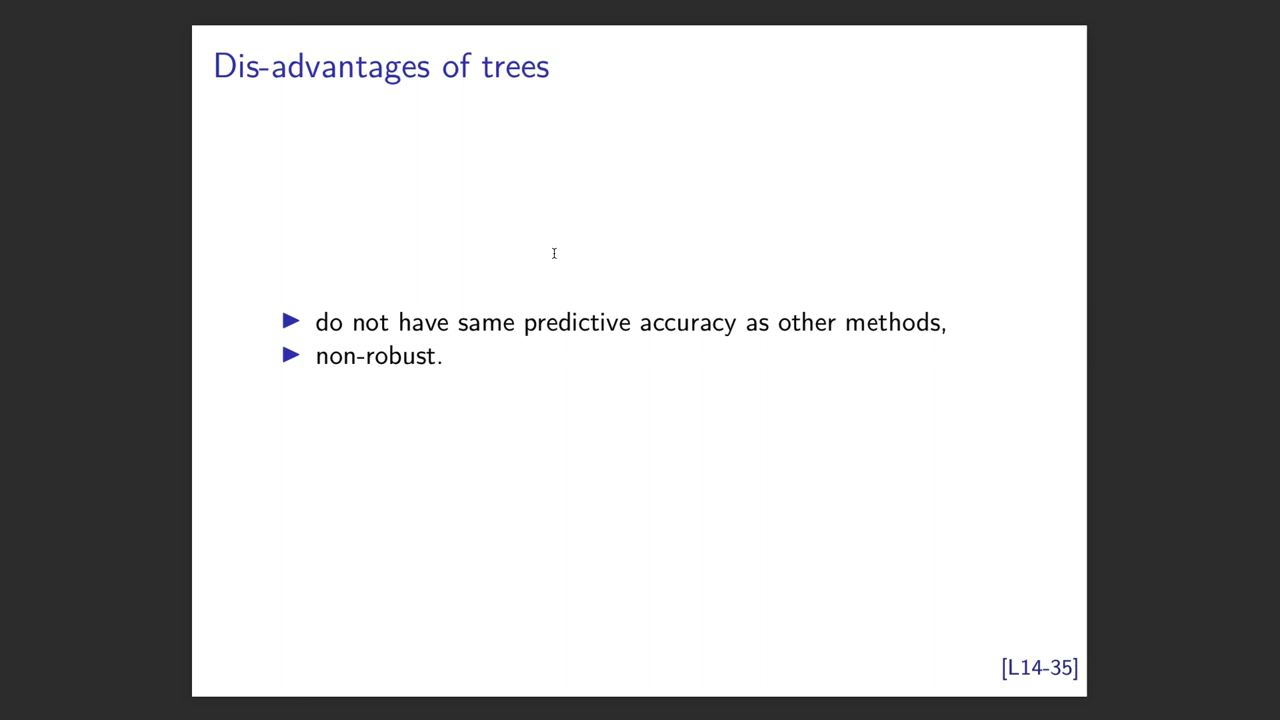 Dis-advantages of trees
do not have same predictive accuracy as other methods,
non-robust.
[L14-35]